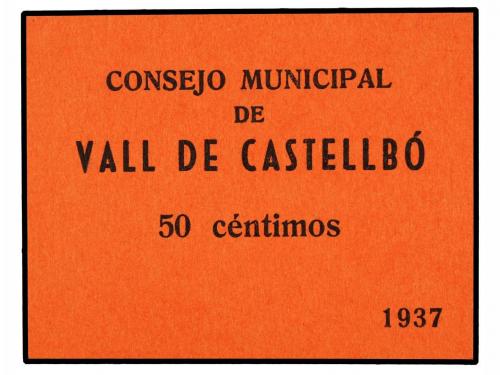 CONSEJO MUNICIPAL
DE
VALL DE CASTELLBÓ
50 céntimos
1937